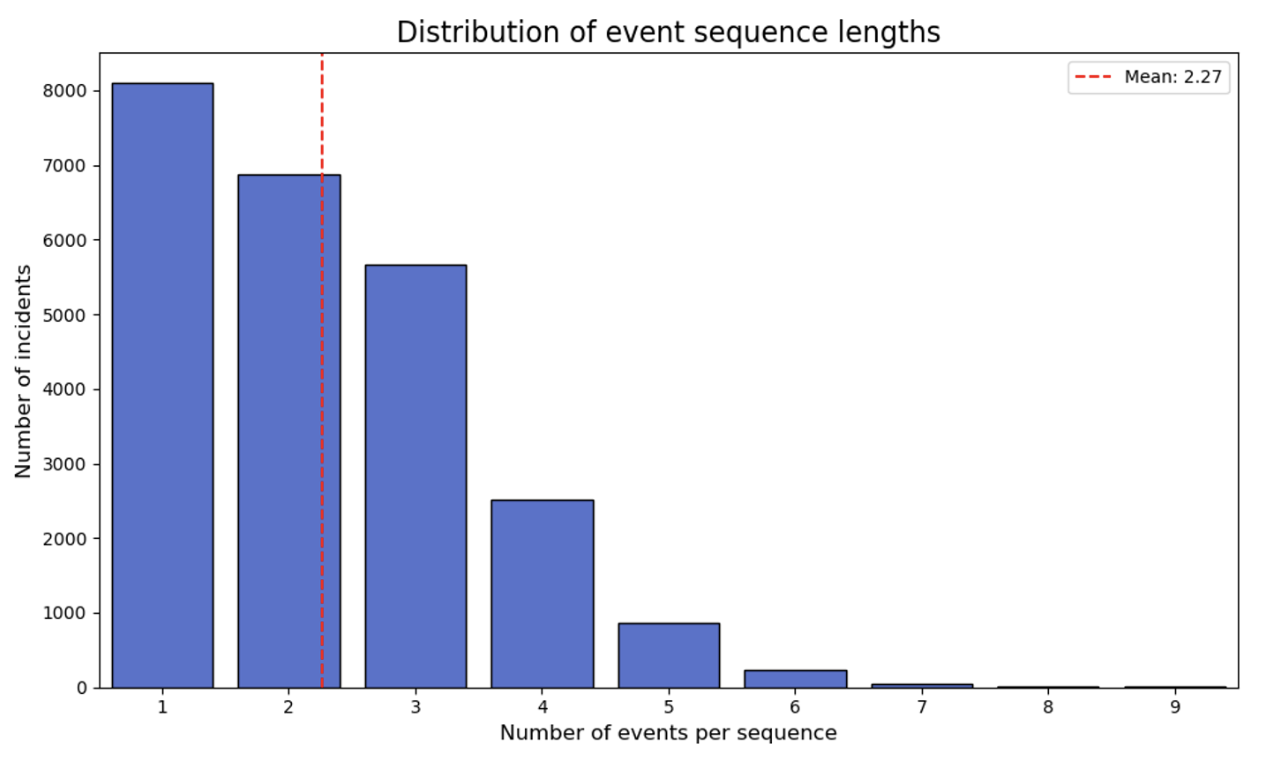 Distribution of event sequence lengths
Mean: 2.27
8000
7000
6000
5000
4000
3000
2000
1000
0
Number of incidents
1 2 3 4 5 6 7 8 9
Number of events per sequence